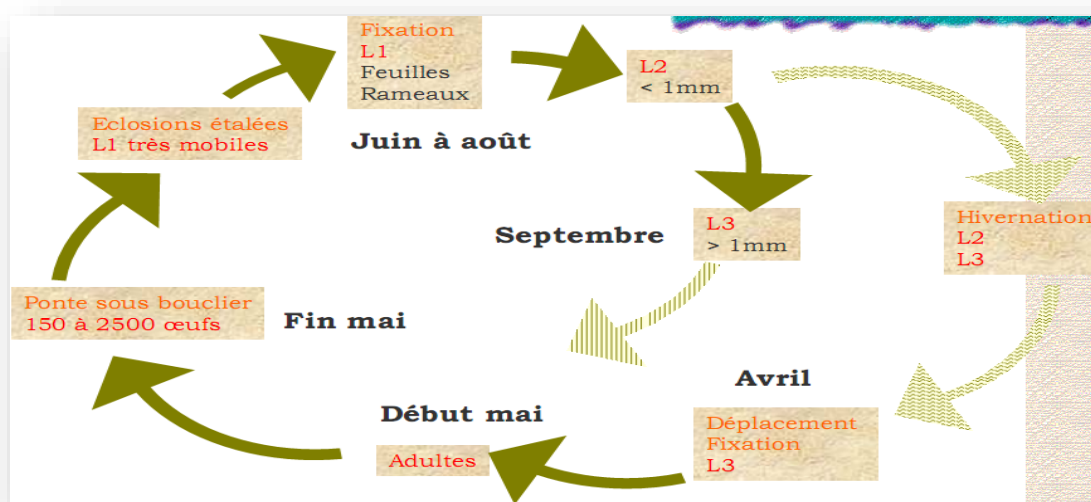 Fixation
L1
Feuilles
Rameaux
L2
< 1mm
Eclosions étalées
L1 très mobiles
Juin à août
Septembre
L3
> 1mm
Hivernation
L2
L3
Ponte sous bouclier
150 à 2500 œufs
Fin mai
Avril
Début mai
Déplacement
Fixation
L3
Adultes